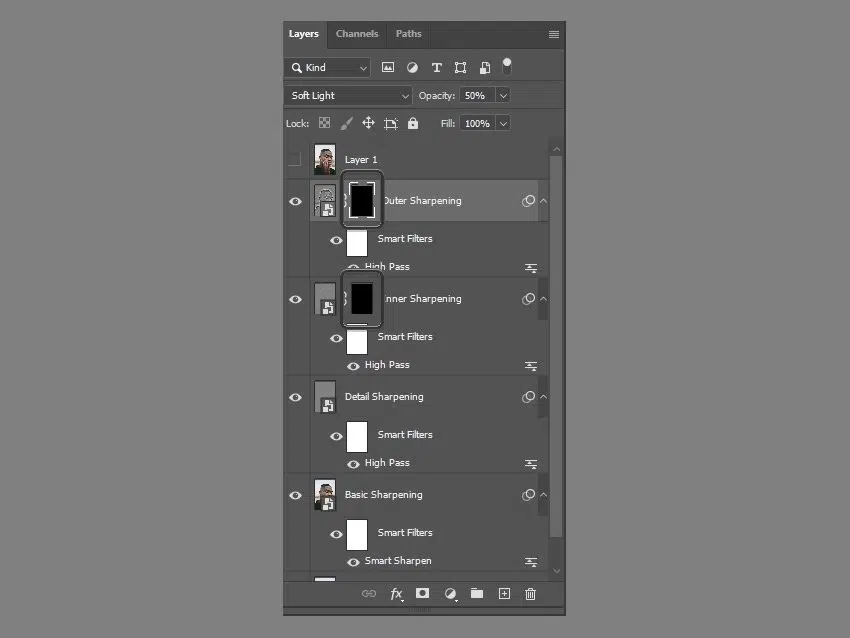 Layers Channels Paths
Kind
Soft Light Opacity: 50%
Lock: Fill: 100%
Layer 1
Outer Sharpening
Smart Filters
High Pass
Inner Sharpening
Smart Filters
High Pass
Detail Sharpening
Smart Filters
High Pass
Basic Sharpening
Smart Filters
Smart Sharpen
fx